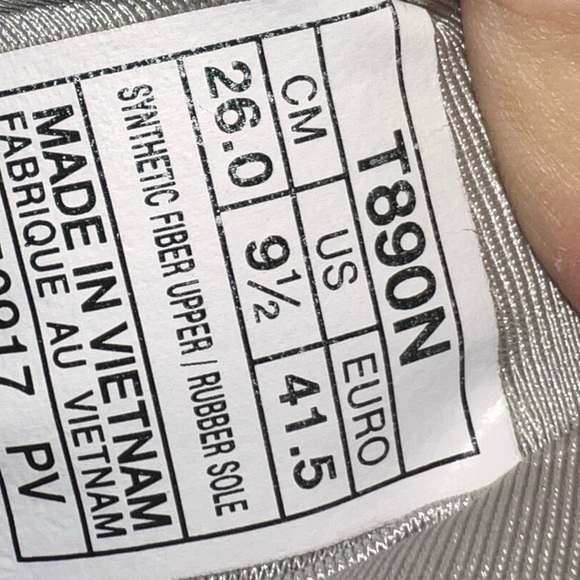 T890N
CM US EURO
26.0 9½ 41.5
SYNTHETIC FIBER UPPER / RUBBER SOLE
MADE IN VIETNAM
FABRIQUE AU VIETNAM
PV